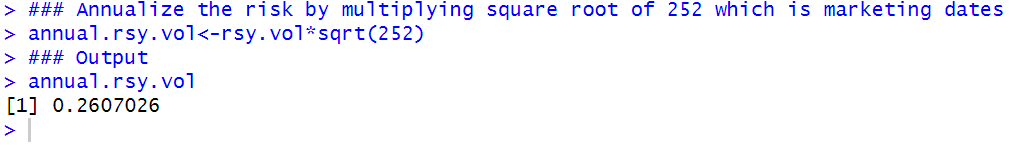 > ### Annualize the risk by multiplying square root of 252 which is marketing dates
> annual.rsy.vol<-rsy.vol*sqrt(252)
> ### Output
> annual.rsy.vol
[1] 0.2607026
>